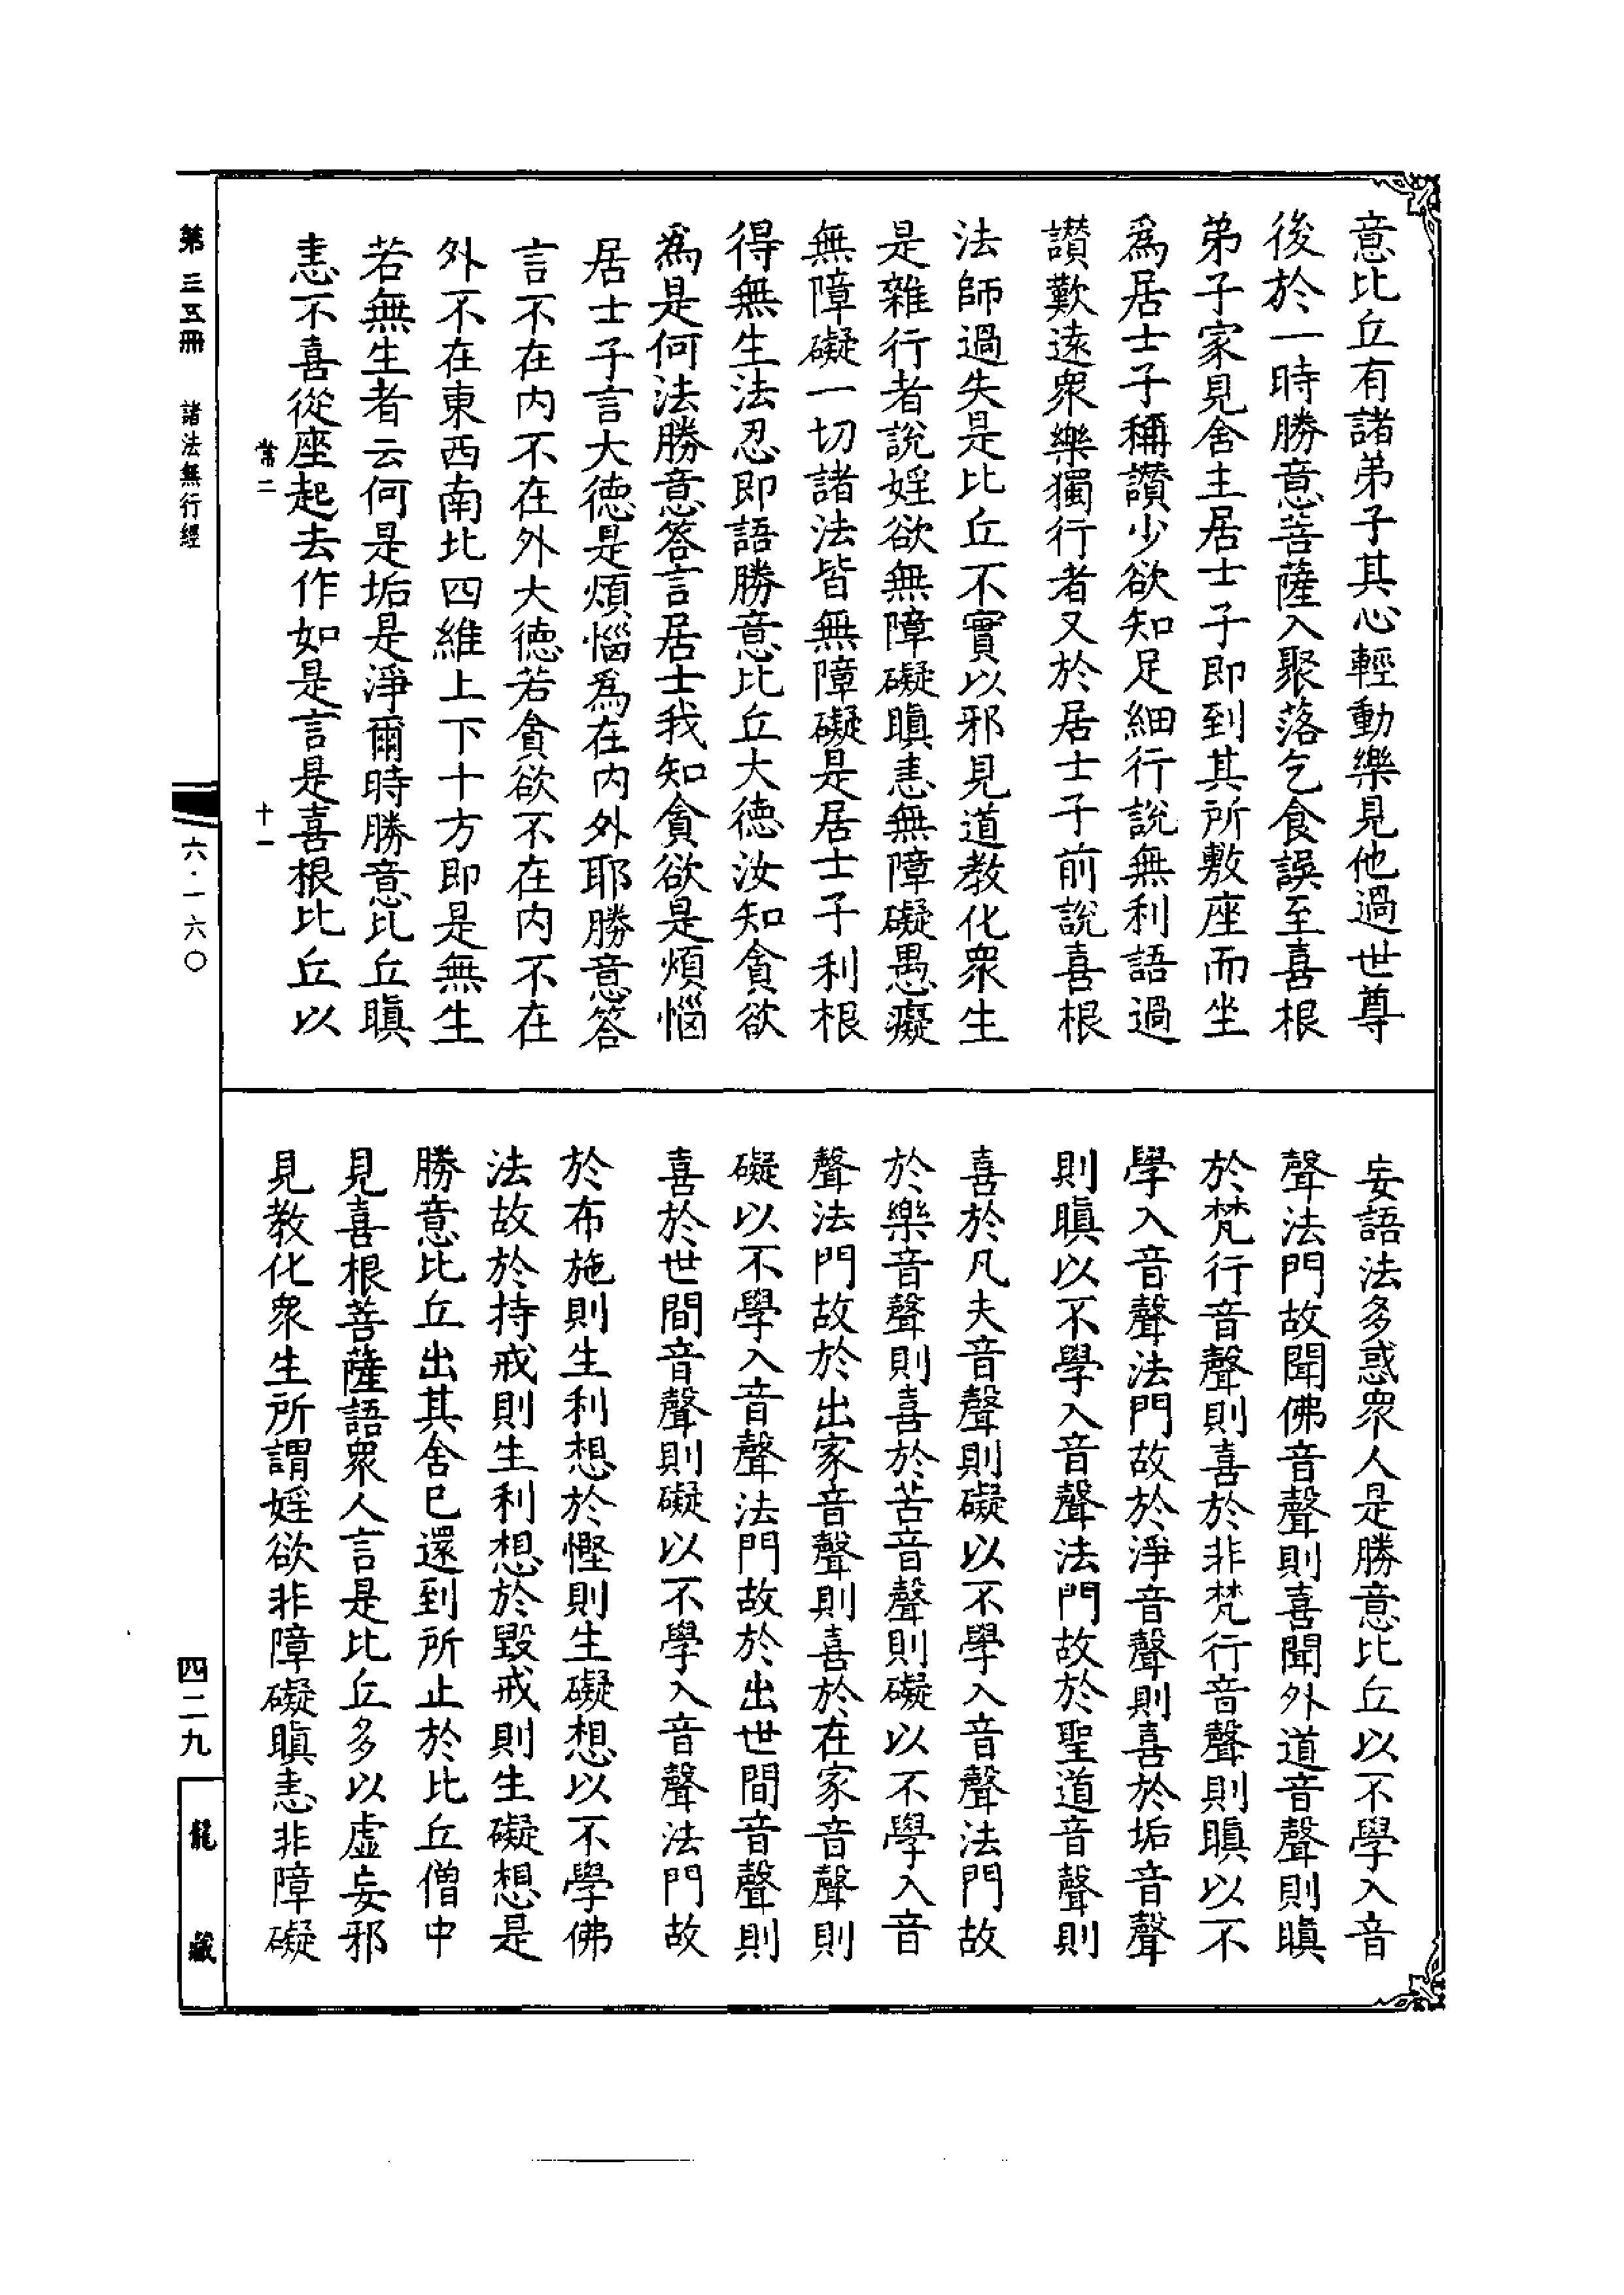 意比丘有諸弟子其心輕動樂見他過世尊
後於一時勝意菩薩入聚落乞食誤至喜根
弟子家見舍主居士子即到其所敷座而坐
爲居士子稱讚少欲知足細行說無利語過
讚歎遠衆樂獨行者又於居士子前說喜根
法師過失是比丘不實以邪見道教化衆生
是雜行者說婬欲無障礙瞋恚無障礙愚癡
無障礙一切諸法皆無障礙是居士子利根
得無生法忍即語勝意比丘大德汝知貪欲
爲是何法勝意答言居士我知貪欲是煩惱
居士子言大德是煩惱爲在内外耶勝意答
言不在内不在外大德若貪欲不在内不在
外不在東西南北四維上下十方即是無生
若無生者云何是垢是淨爾時勝意比丘瞋
恚不喜從座起去作如是言是喜根比丘以
常二 十一
妄語法多惑衆人是勝意比丘以不學入音
聲法門故聞佛音聲則喜聞外道音聲則瞋
於梵行音聲則喜於非梵行音聲則瞋以不
學入音聲法門故於淨音聲則喜於垢音聲
則瞋以不學入音聲法門故於聖道音聲則
喜於凡夫音聲則礙以不學入音聲法門故
於樂音聲則喜於苦音聲則礙以不學入音
聲法門故於出家音聲則喜於在家音聲則
礙以不學入音聲法門故於出世間音聲則
喜於世間音聲則礙以不學入音聲法門故
於布施則生利想於慳則生礙想以不學佛
法故於持戒則生利想於毀戒則生礙想是
勝意比丘出其舍已還到所止於比丘僧中
見喜根菩薩語衆人言是比丘多以虛妄邪
見教化衆生所謂婬欲非障礙瞋恚非障礙
第三五冊 諸法無行經
六·一六〇
四二九
龍藏